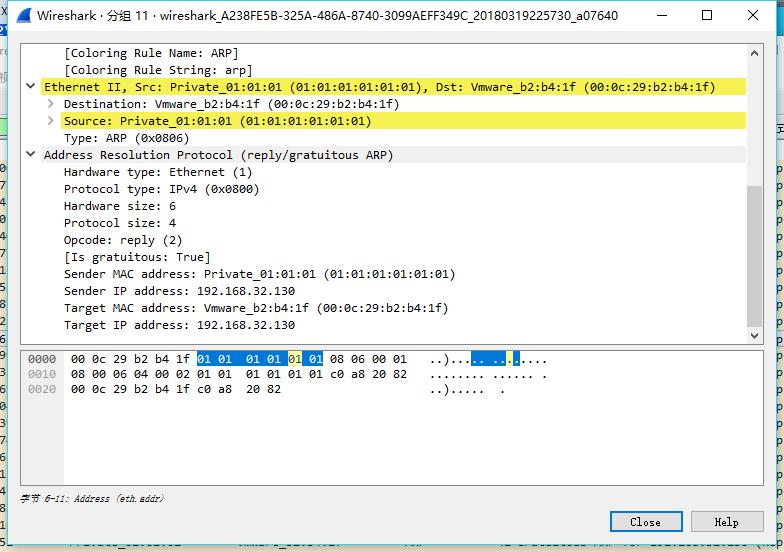 Wireshark · 分组 11 · wireshark_A238FE5B-325A-486A-8740-3099AEFF349C_20180319225730_a07640
[Coloring Rule Name: ARP]
[Coloring Rule String: arp]
Ethernet II, Src: Private_01:01:01 (01:01:01:01:01:01), Dst: Vmware_b2:b4:1f (00:0c:29:b2:b4:1f)
Destination: Vmware_b2:b4:1f (00:0c:29:b2:b4:1f)
Source: Private_01:01:01 (01:01:01:01:01:01)
Type: ARP (0x0806)
Address Resolution Protocol (reply/gratuitous ARP)
Hardware type: Ethernet (1)
Protocol type: IPv4 (0x0800)
Hardware size: 6
Protocol size: 4
Opcode: reply (2)
[Is gratuitous: True]
Sender MAC address: Private_01:01:01 (01:01:01:01:01:01)
Sender IP address: 192.168.32.130
Target MAC address: Vmware_b2:b4:1f (00:0c:29:b2:b4:1f)
Target IP address: 192.168.32.130
0000 00 0c 29 b2 b4 1f 01 01 01 01 01 01 08 06 00 01 ..)..... ........
0010 08 00 06 04 00 02 01 01 01 01 01 01 c0 a8 20 82 ........ ...... .
0020 00 0c 29 b2 b4 1f c0 a8 20 82 ..)..... .
字节 6-11: Address (eth.addr)
Close
Help